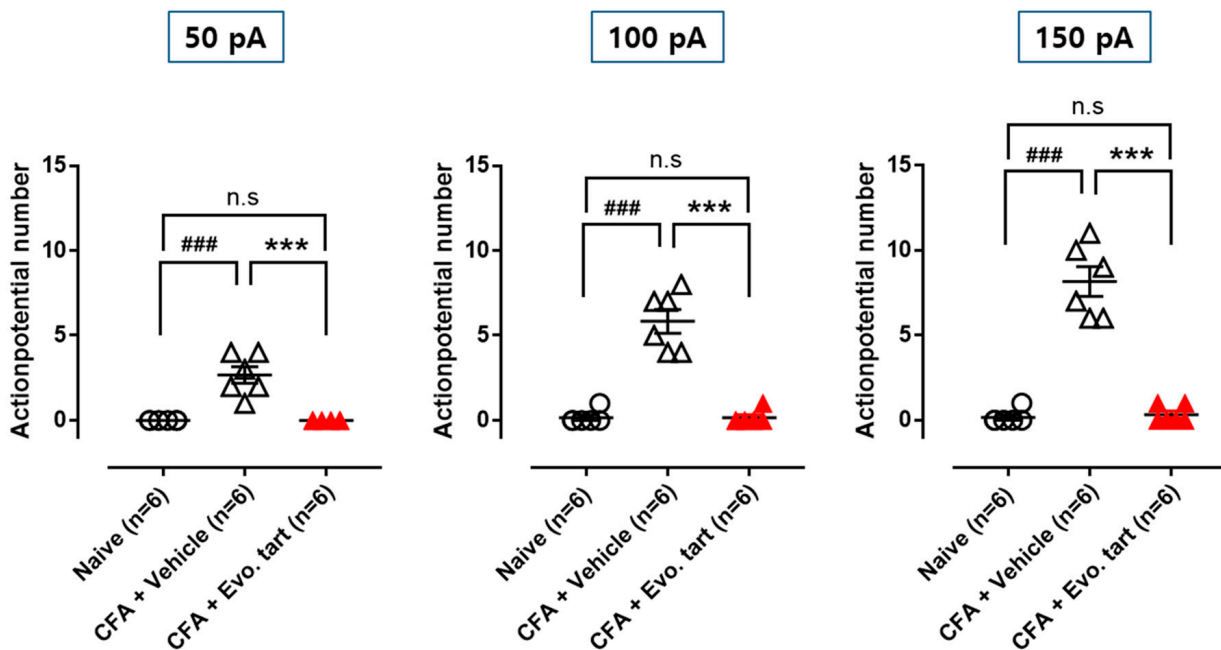 50 pA
100 pA
150 pA
Actionpotential number
15
10
5
0
n.s
###
***
Naive (n=6)
CFA + Vehicle (n=6)
CFA + Evo. tart (n=6)
Actionpotential number
15
10
5
0
n.s
###
***
Naive (n=6)
CFA + Vehicle (n=6)
CFA + Evo. tart (n=6)
Actionpotential number
15
10
5
0
n.s
###
***
Naive (n=6)
CFA + Vehicle (n=6)
CFA + Evo. tart (n=6)